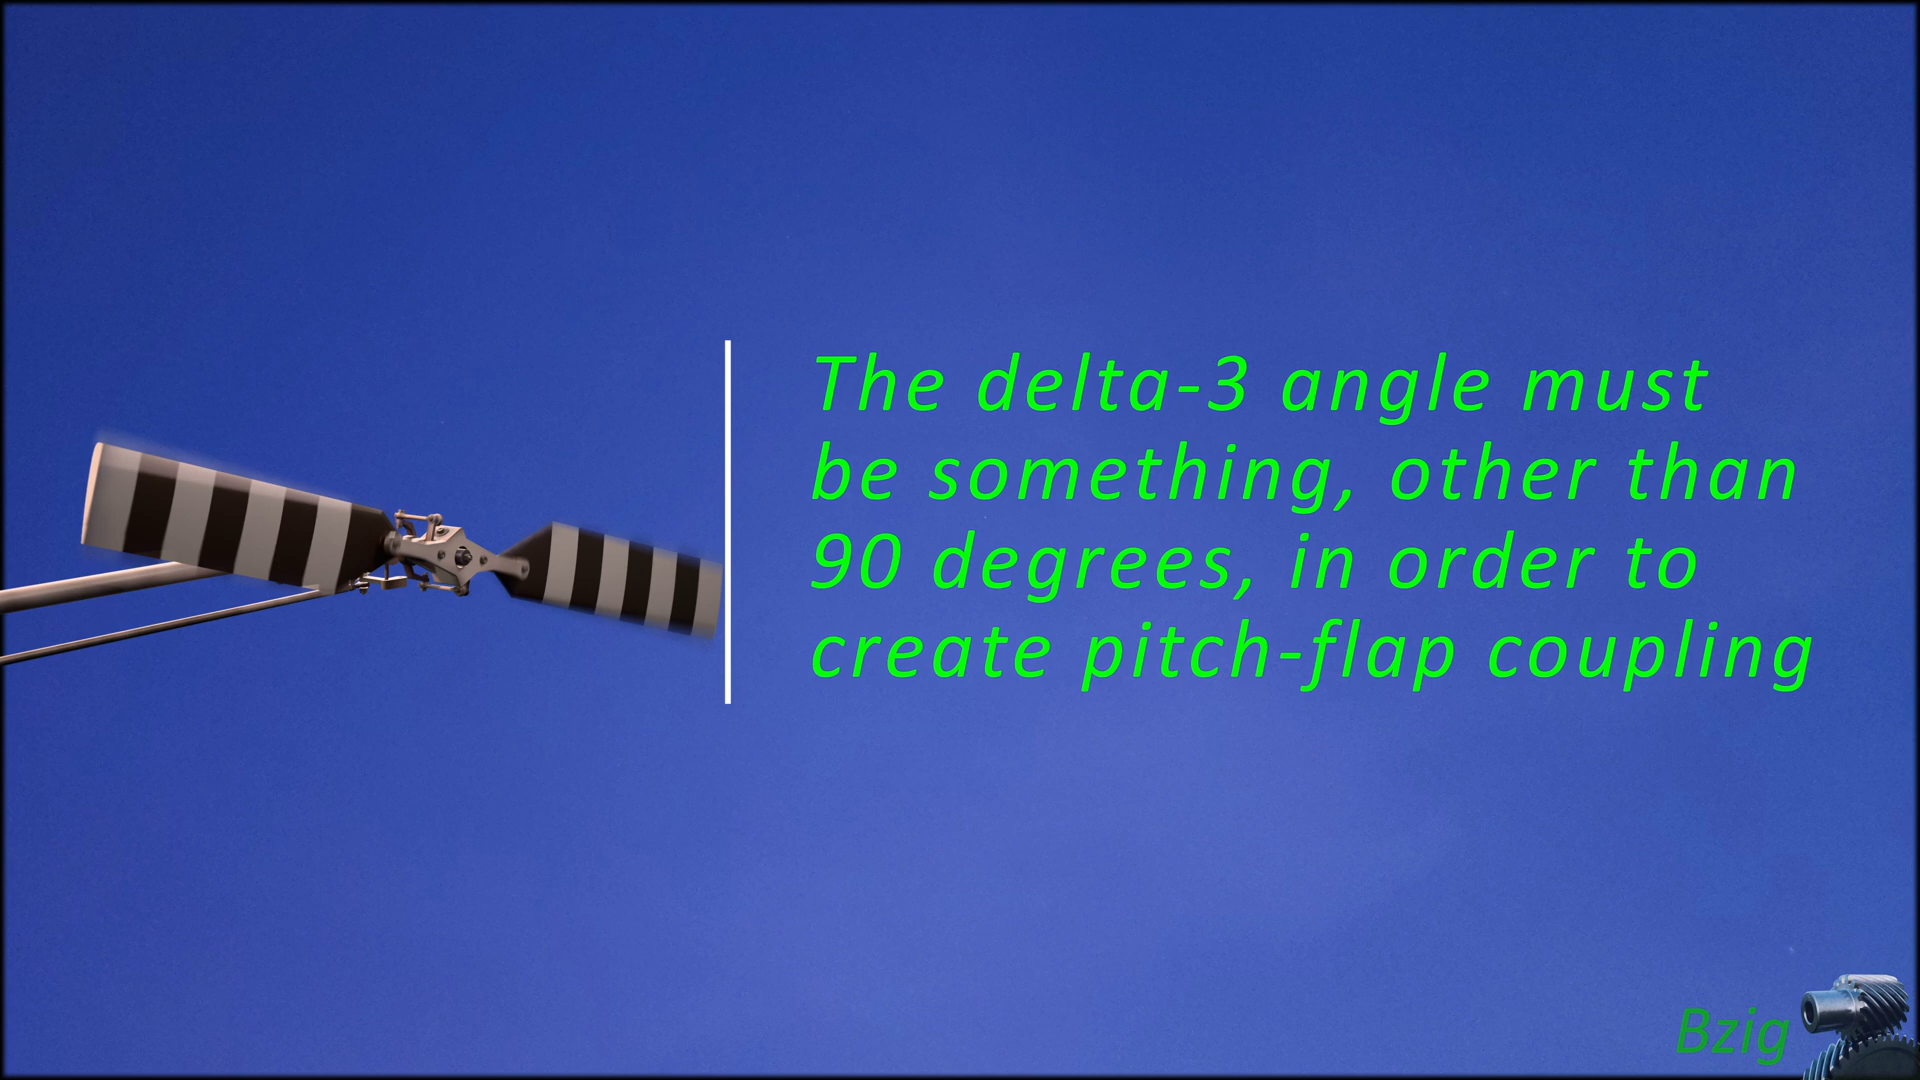 The delta-3 angle must
be something, other than
90 degrees, in order to
create pitch-flap coupling
Bzig